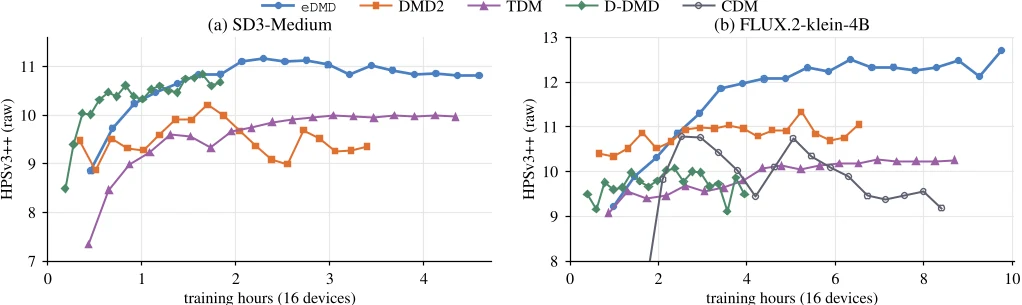 eDMD DMD2 TDM D-DMD CDM
(a) SD3-Medium
HPSv3++ (raw)
11
10
9
8
7
0 1 2 3 4
training hours (16 devices)
(b) FLUX.2-klein-4B
HPSv3++ (raw)
13
12
11
10
9
8
0 2 4 6 8 10
training hours (16 devices)